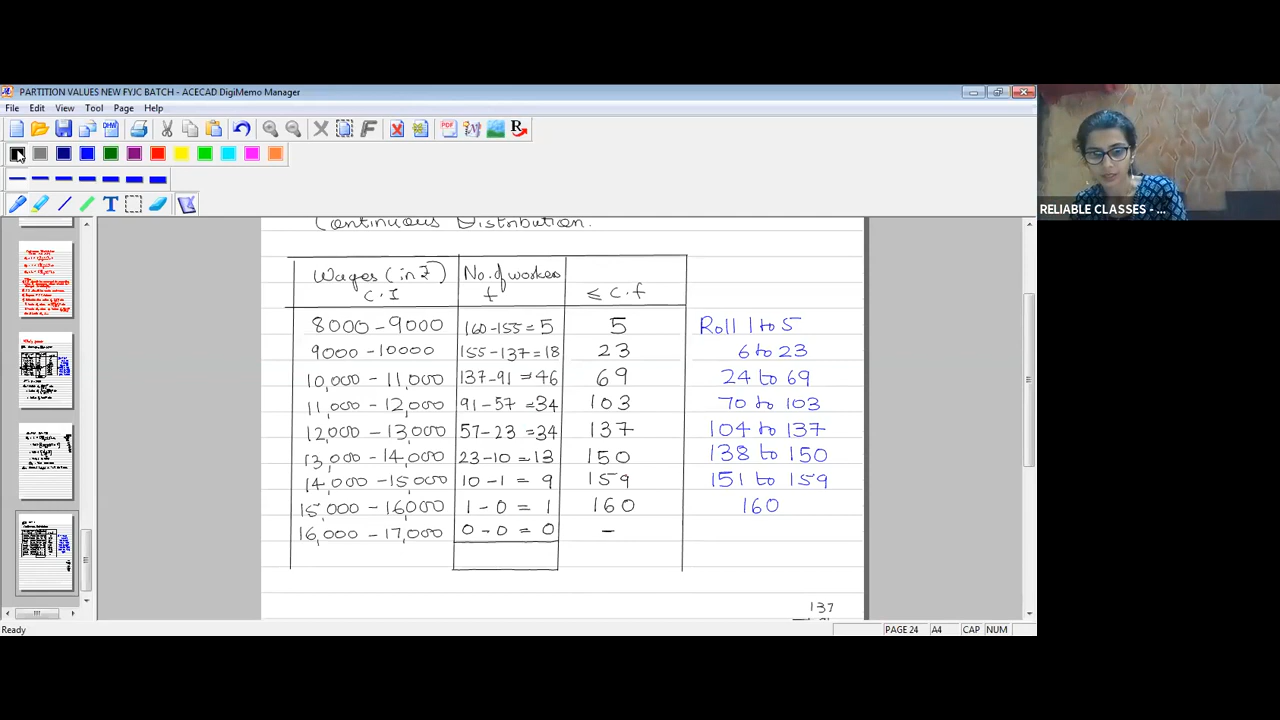 PARTITION VALUES NEW FYJC BATCH - ACECAD DigiMemo Manager
File Edit View Tool Page Help
RELIABLE CLASSES - ...
Continuous Distribution.
Wages (in ₹) No. of workes
C.I f ≤ c.f
8000 - 9000 160-155 = 5 5 Roll 1 to 5
9000 - 10000 155-137 = 18 23 6 to 23
10,000 - 11,000 137-91 = 46 69 24 to 69
11,000 - 12,000 91-57 = 34 103 70 to 103
12,000 - 13,000 57-23 = 34 137 104 to 137
13,000 - 14,000 23-10 = 13 150 138 to 150
14,000 - 15,000 10-1 = 9 159 151 to 159
15,000 - 16,000 1-0 = 1 160 160
16,000 - 17,000 0-0 = 0 -
137
Ready PAGE 24 A4 CAP NUM